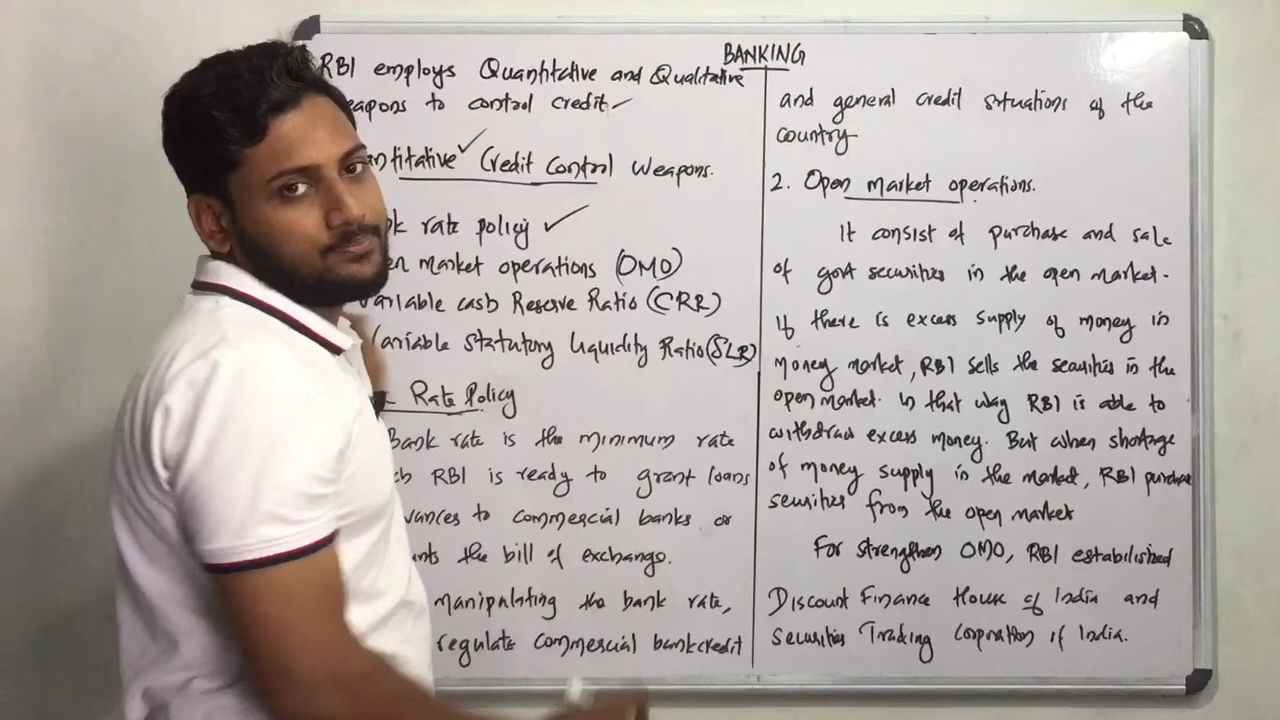 BANKING
RBI employs Quantitative and Qualitative
eapons to control credit
antitative Credit Control Weapons.
nk rate policy
en market operations (OMO)
Variable cash Reserve Ratio (CRR)
Variable Statutory Liquidity Ratio (SLR)
Rate Policy
Bank rate is the minimum rate
ch RBI is ready to grant loans
vances to commercial banks or
unts the bill of exchange.
manipulating the bank rate,
regulate commercial bank credit
and general credit situations of the
country
2. Open market operations.
It consist of purchase and sale
of govt securities in the open market.
If there is excess supply of money in
money market, RBI sells the securities in the
open market. In that way RBI is able to
withdraw excess money. But when shortage
of money supply in the market, RBI purchase
securities from the open market
For strengthen OMO, RBI established
Discount Finance House of India and
Securities Trading Corporation of India.